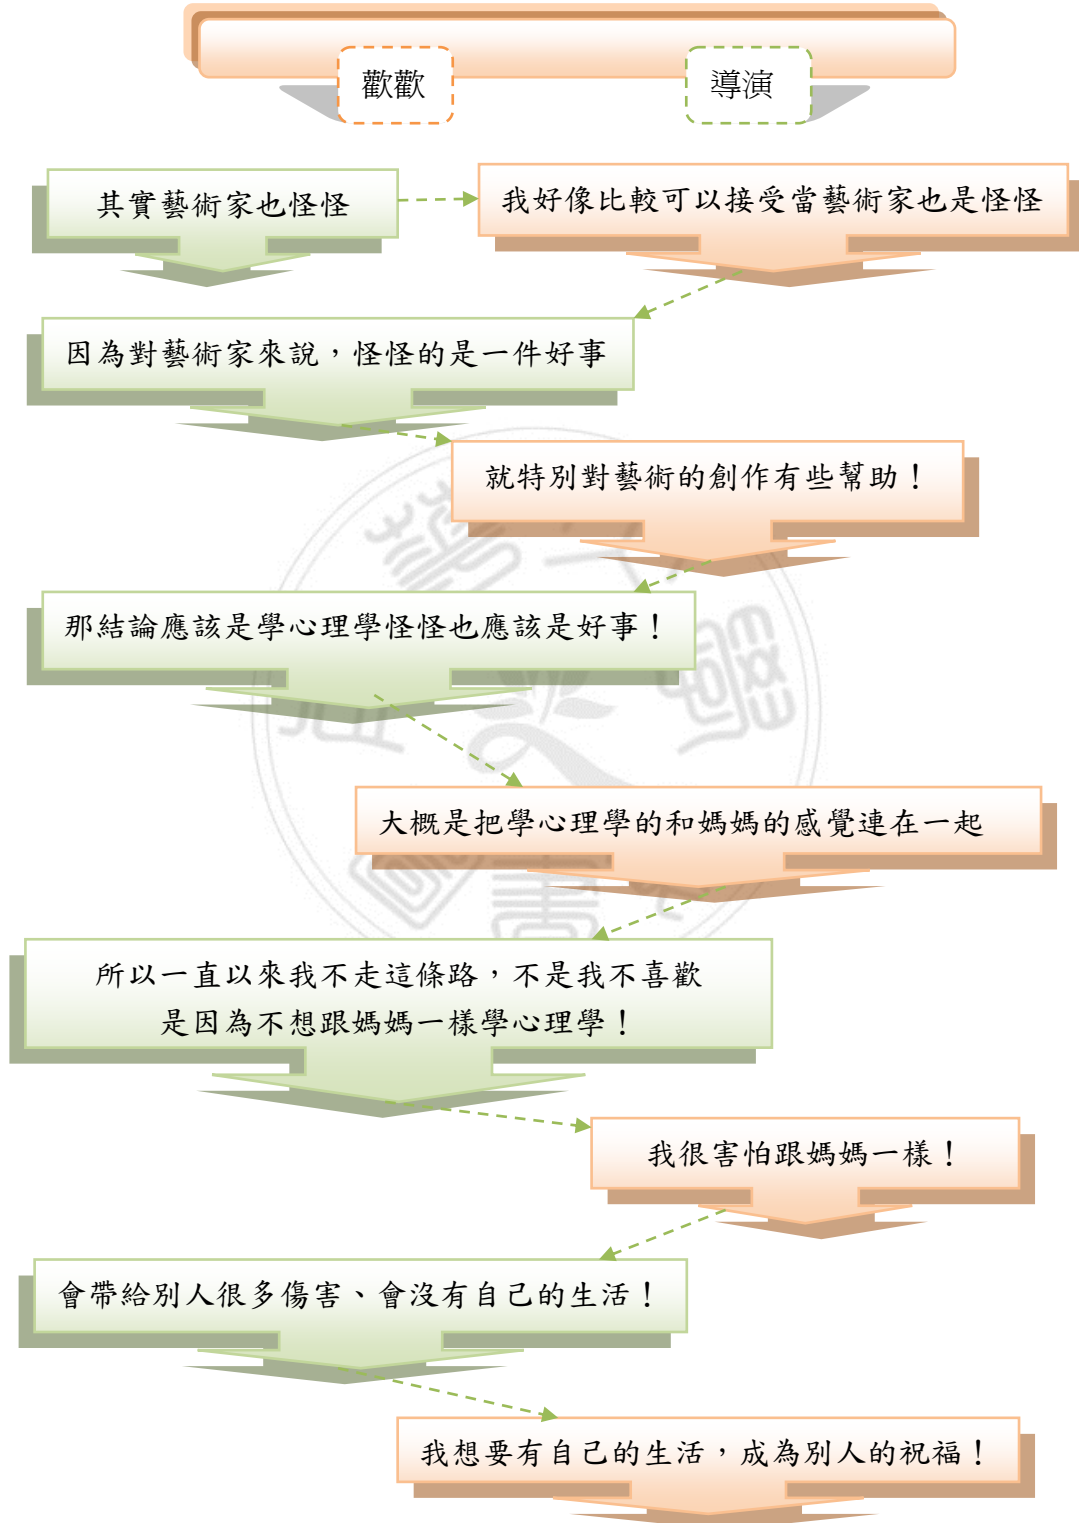 歡歡
導演
其實藝術家也怪怪
我好像比較可以接受當藝術家也是怪怪
因為對藝術家來說，怪怪的是一件好事
就特別對藝術的創作有些幫助！
那結論應該是學心理學怪怪也應該是好事！
大概是把學心理學的和媽媽的感覺連在一起
所以一直以來我不走這條路，不是我不喜歡
是因為不想跟媽媽一樣學心理學！
我很害怕跟媽媽一樣！
會帶給別人很多傷害、會沒有自己的生活！
我想要有自己的生活，成為別人的祝福！